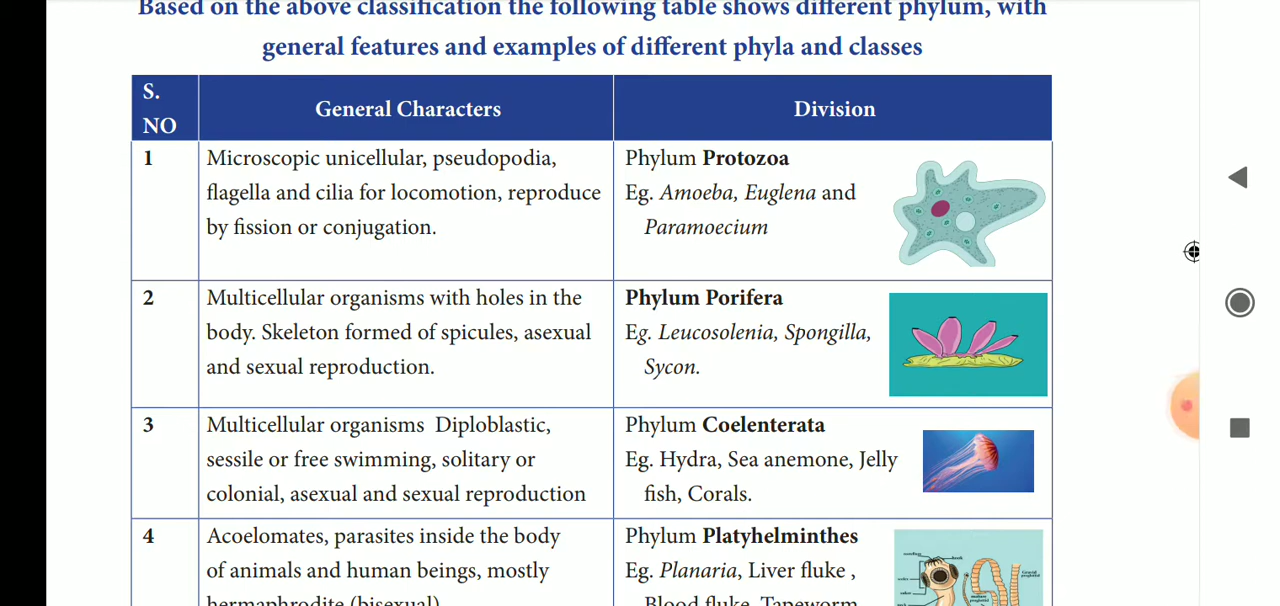 Based on the above classification the following table shows different phylum, with
general features and examples of different phyla and classes
S.
NO
General Characters
Division
1
Microscopic unicellular, pseudopodia,
flagella and cilia for locomotion, reproduce
by fission or conjugation.
Phylum Protozoa
Eg. Amoeba, Euglena and
Paramoecium
2
Multicellular organisms with holes in the
body. Skeleton formed of spicules, asexual
and sexual reproduction.
Phylum Porifera
Eg. Leucosolenia, Spongilla,
Sycon.
3
Multicellular organisms Diploblastic,
sessile or free swimming, solitary or
colonial, asexual and sexual reproduction
Phylum Coelenterata
Eg. Hydra, Sea anemone, Jelly
fish, Corals.
4
Acoelomates, parasites inside the body
of animals and human beings, mostly
hermaphrodite (bisexual)
Phylum Platyhelminthes
Eg. Planaria, Liver fluke ,
Blood fluke, Tapeworm